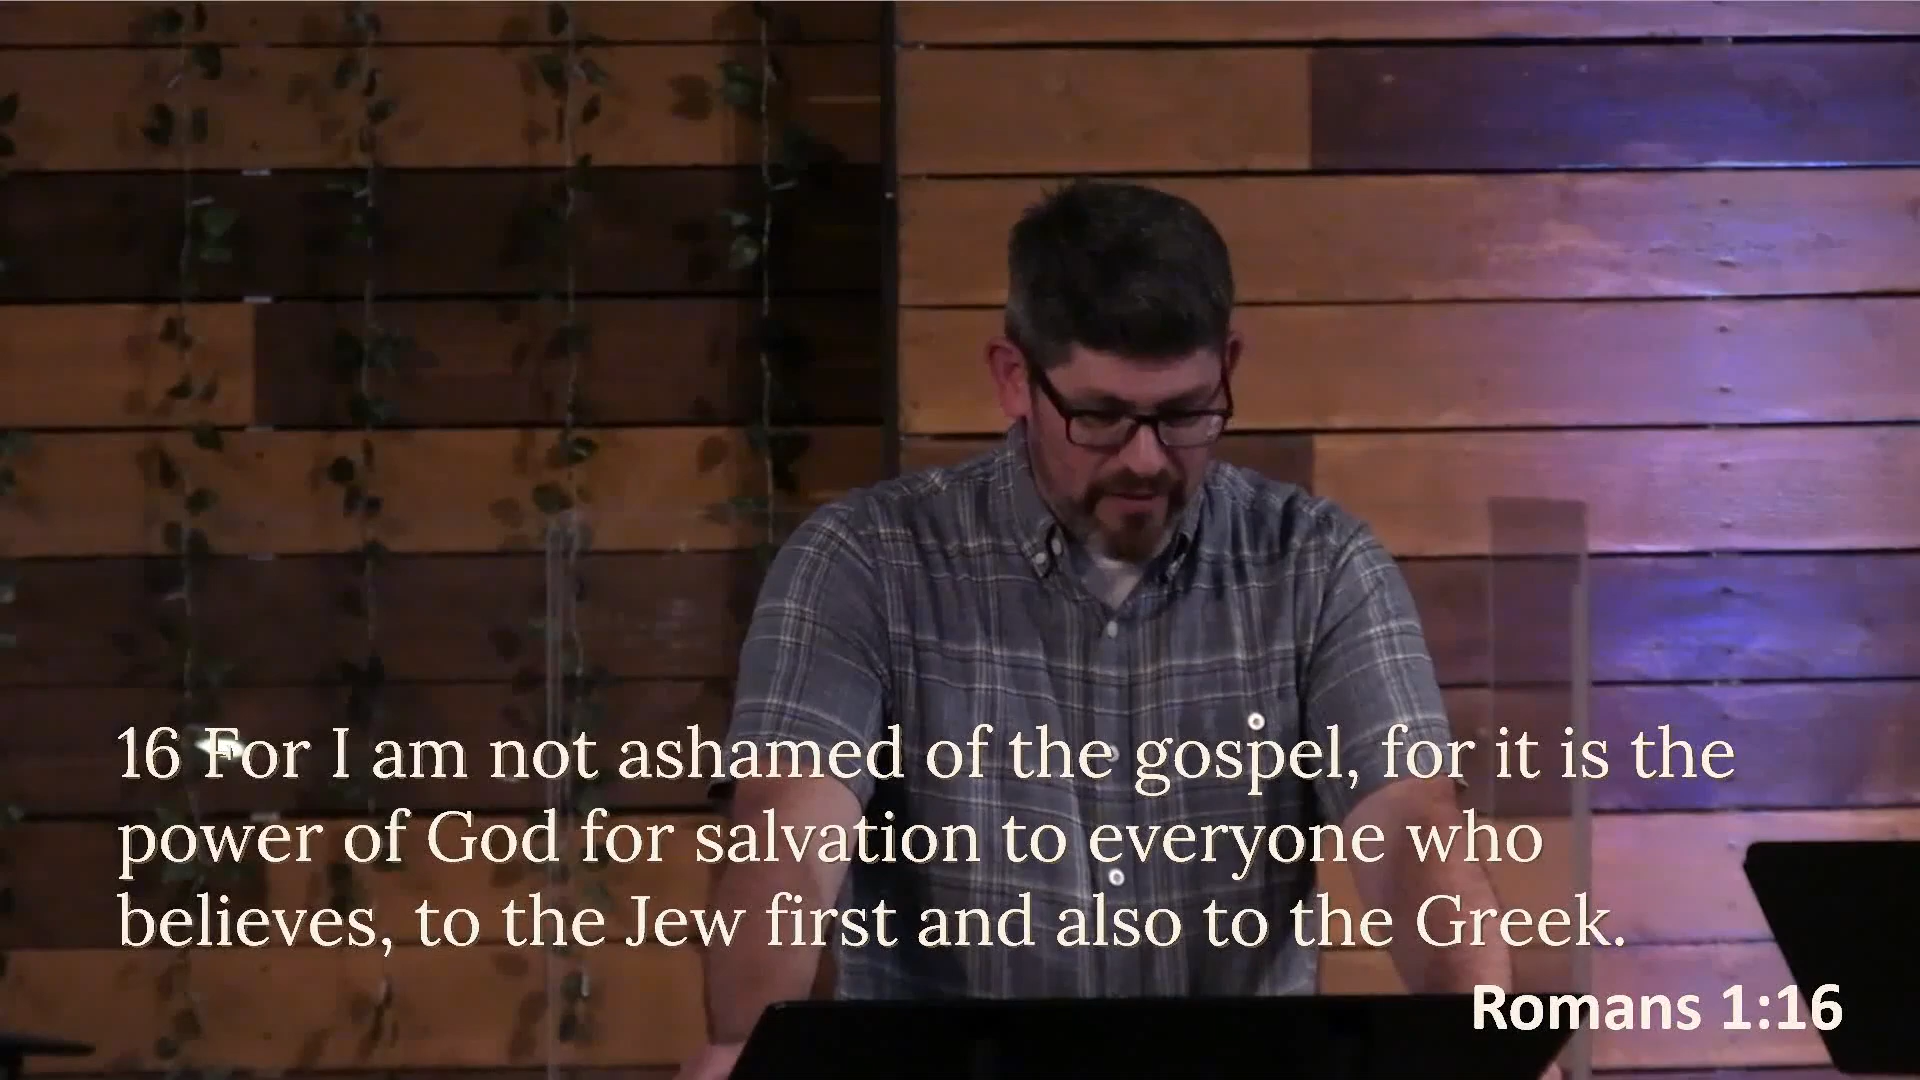 16 For I am not ashamed of the gospel, for it is the
power of God for salvation to everyone who
believes, to the Jew first and also to the Greek.
Romans 1:16